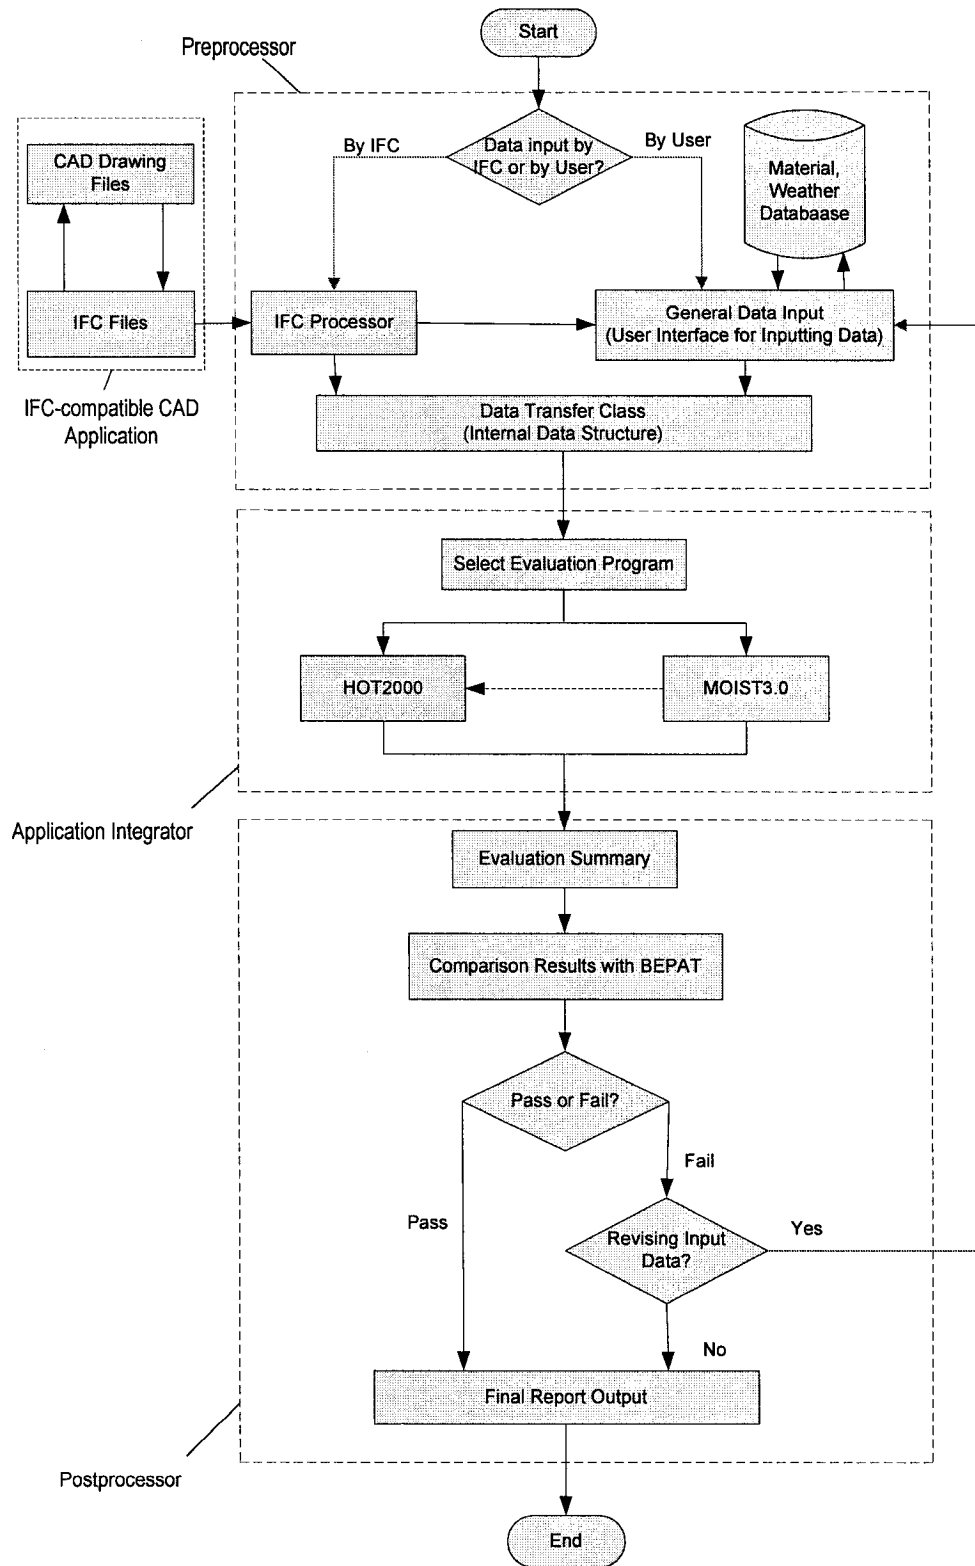 Start
Preprocessor
By IFC
Data input by
IFC or by User?
By User
Material,
Weather
Databaase
CAD Drawing
Files
IFC Files
IFC Processor
General Data Input
(User Interface for Inputting Data)
IFC-compatible CAD
Application
Data Transfer Class
(Internal Data Structure)
Select Evaluation Program
HOT2000
MOIST3.0
Application Integrator
Evaluation Summary
Comparison Results with BEPAT
Pass or Fail?
Fail
Pass
Revising Input
Data?
Yes
No
Final Report Output
Postprocessor
End